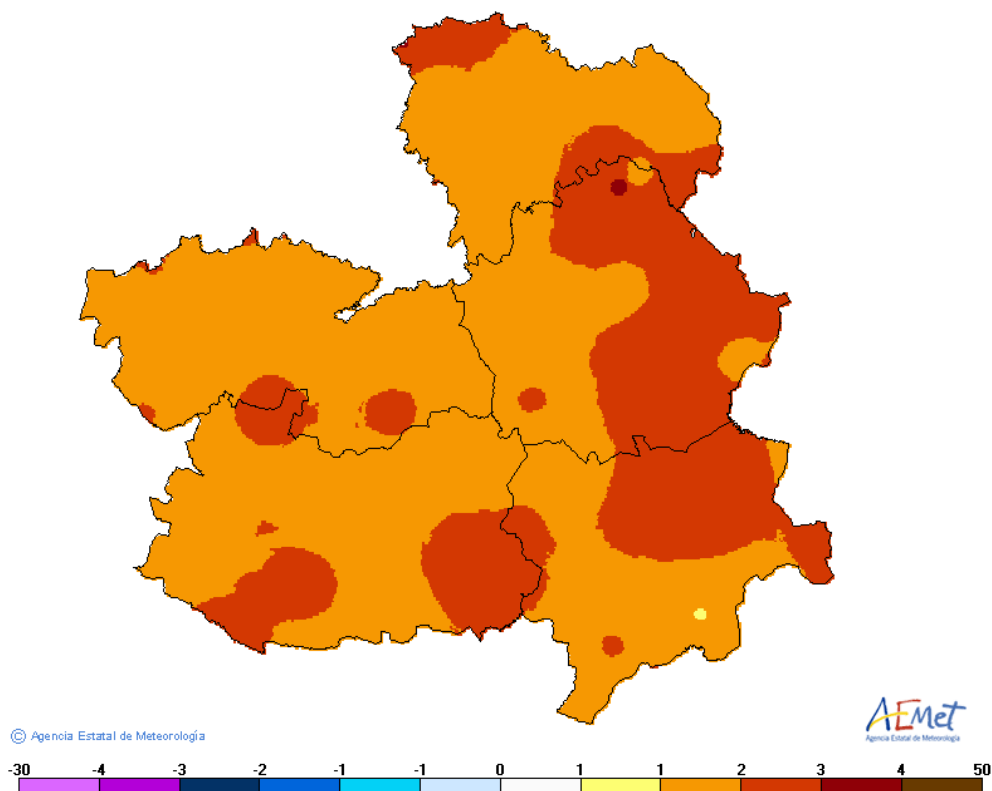 © Agencia Estatal de Meteorología
AEmet
Agencia Estatal de Meteorología
-30 -4 -3 -2 -1 -1 0 1 1 2 3 4 50